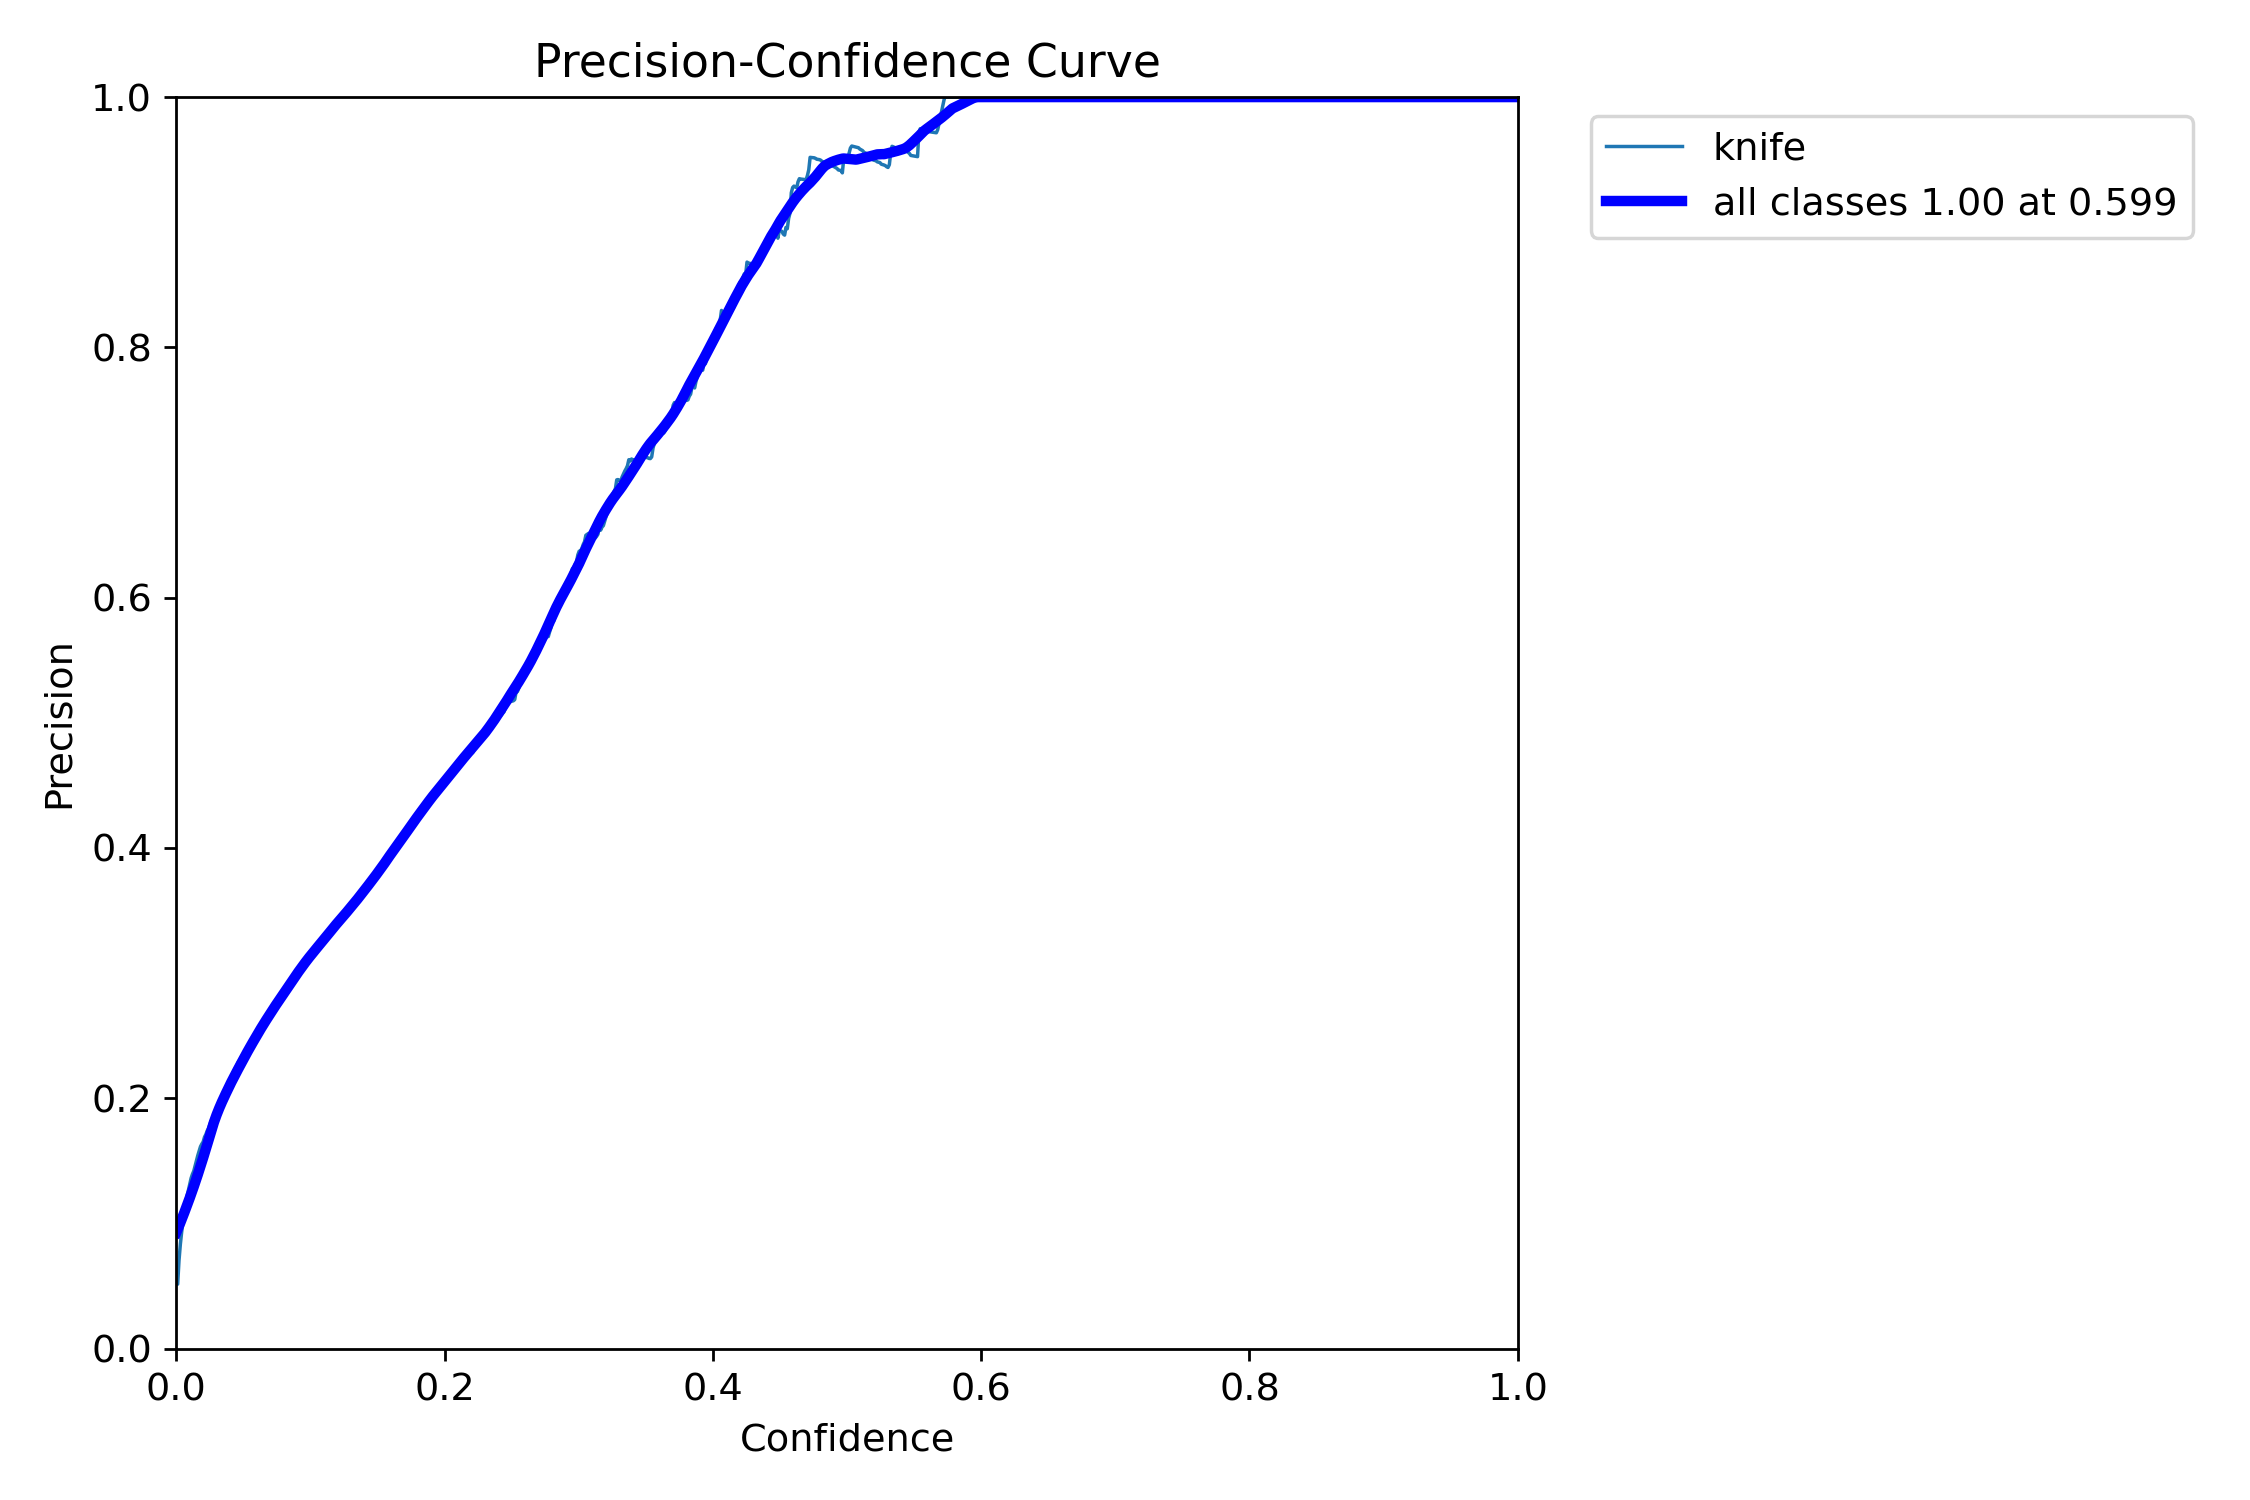 Precision-Confidence Curve
knife
all classes 1.00 at 0.599
1.0
0.8
0.6
0.4
0.2
0.0
Precision
0.0 0.2 0.4 0.6 0.8 1.0
Confidence